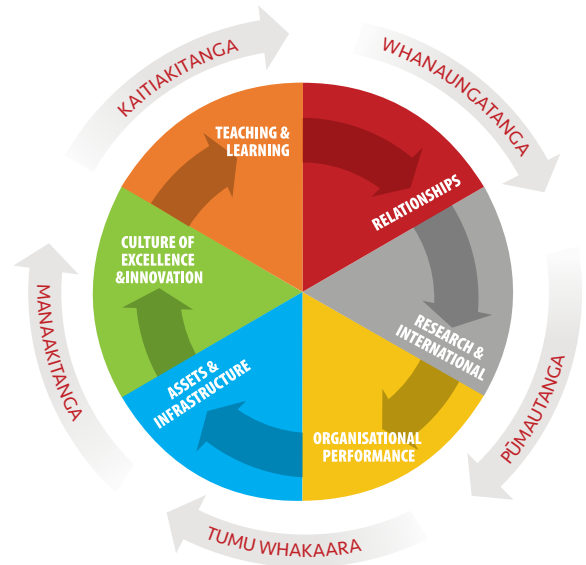 KAITIAKITANGA
WHANAUNGATANGA
PŪMAUTANGA
TUMU WHAKAARA
MANAAKITANGA
TEACHING &
LEARNING
RELATIONSHIPS
RESEARCH &
INTERNATIONAL
ORGANISATIONAL
PERFORMANCE
ASSETS &
INFRASTRUCTURE
CULTURE OF
EXCELLENCE
&INNOVATION